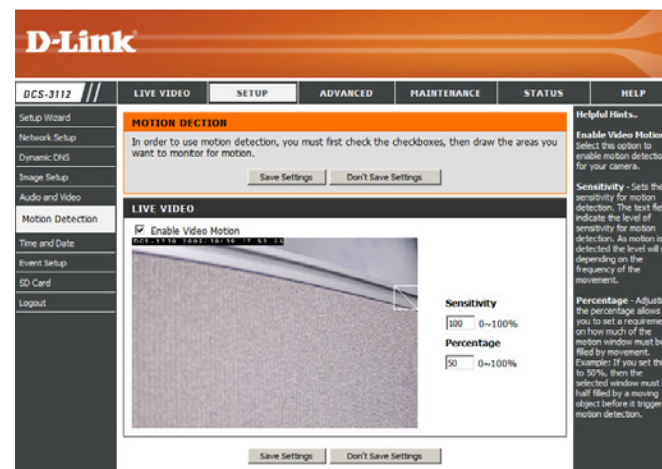 D-Link
DCS-3112
LIVE VIDEO
SETUP
ADVANCED
MAINTENANCE
STATUS
HELP
Setup Wizard
Network Setup
Dynamic DNS
Image Setup
Audio and Video
Motion Detection
Time and Date
Event Setup
SD Card
Logout
MOTION DECTION
In order to use motion detection, you must first check the checkboxes, then draw the areas you
want to monitor for motion.
Save Settings
Don't Save Settings
LIVE VIDEO
Enable Video Motion
Sensitivity
100 0~100%
Percentage
50 0~100%
Save Settings
Don't Save Settings
Helpful Hints..
Enable Video Motion
Select this option to
enable motion detectio
for your camera.
Sensitivity - Sets the
sensitivity for motion
detection. The text fie
indicate the level of
sensitivity for motion
detection. As motion is
detected the level will
depending on the
frequency of the
movement.
Percentage - Adjusti
the percentage allows
you to set a requireme
on how much of the
motion window must be
filled by movement.
Example: If you set th
to 50%, then the
selected window must
half filled by a moving
object before it trigger
motion detection.